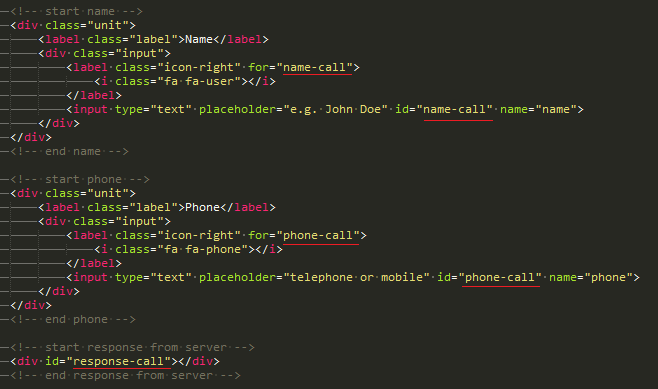 <!-- start name -->
<div class="unit">
<label class="label">Name</label>
<div class="input">
<label class="icon-right" for="name-call">
<i class="fa fa-user"></i>
</label>
<input type="text" placeholder="e.g. John Doe" id="name-call" name="name">
</div>
</div>
<!-- end name -->
<!-- start phone -->
<div class="unit">
<label class="label">Phone</label>
<div class="input">
<label class="icon-right" for="phone-call">
<i class="fa fa-phone"></i>
</label>
<input type="text" placeholder="telephone or mobile" id="phone-call" name="phone">
</div>
</div>
<!-- end phone -->
<!-- start response from server -->
<div id="response-call"></div>
<!-- end response from server -->